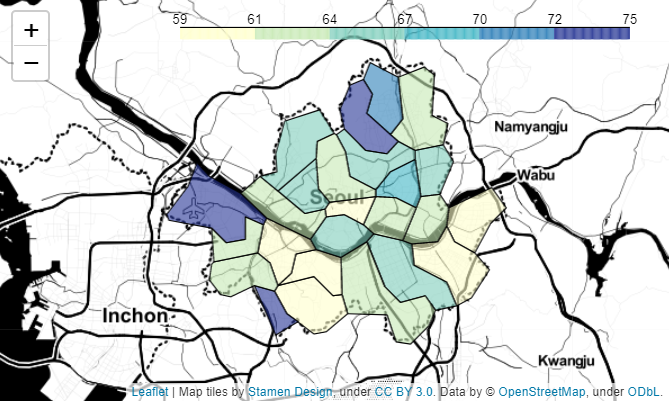 +
−
59 61 64 67 70 72 75
Namyangju
Wabu
Seoul
Inchon
Kwangju
Leaflet | Map tiles by Stamen Design, under CC BY 3.0. Data by © OpenStreetMap, under ODbL.